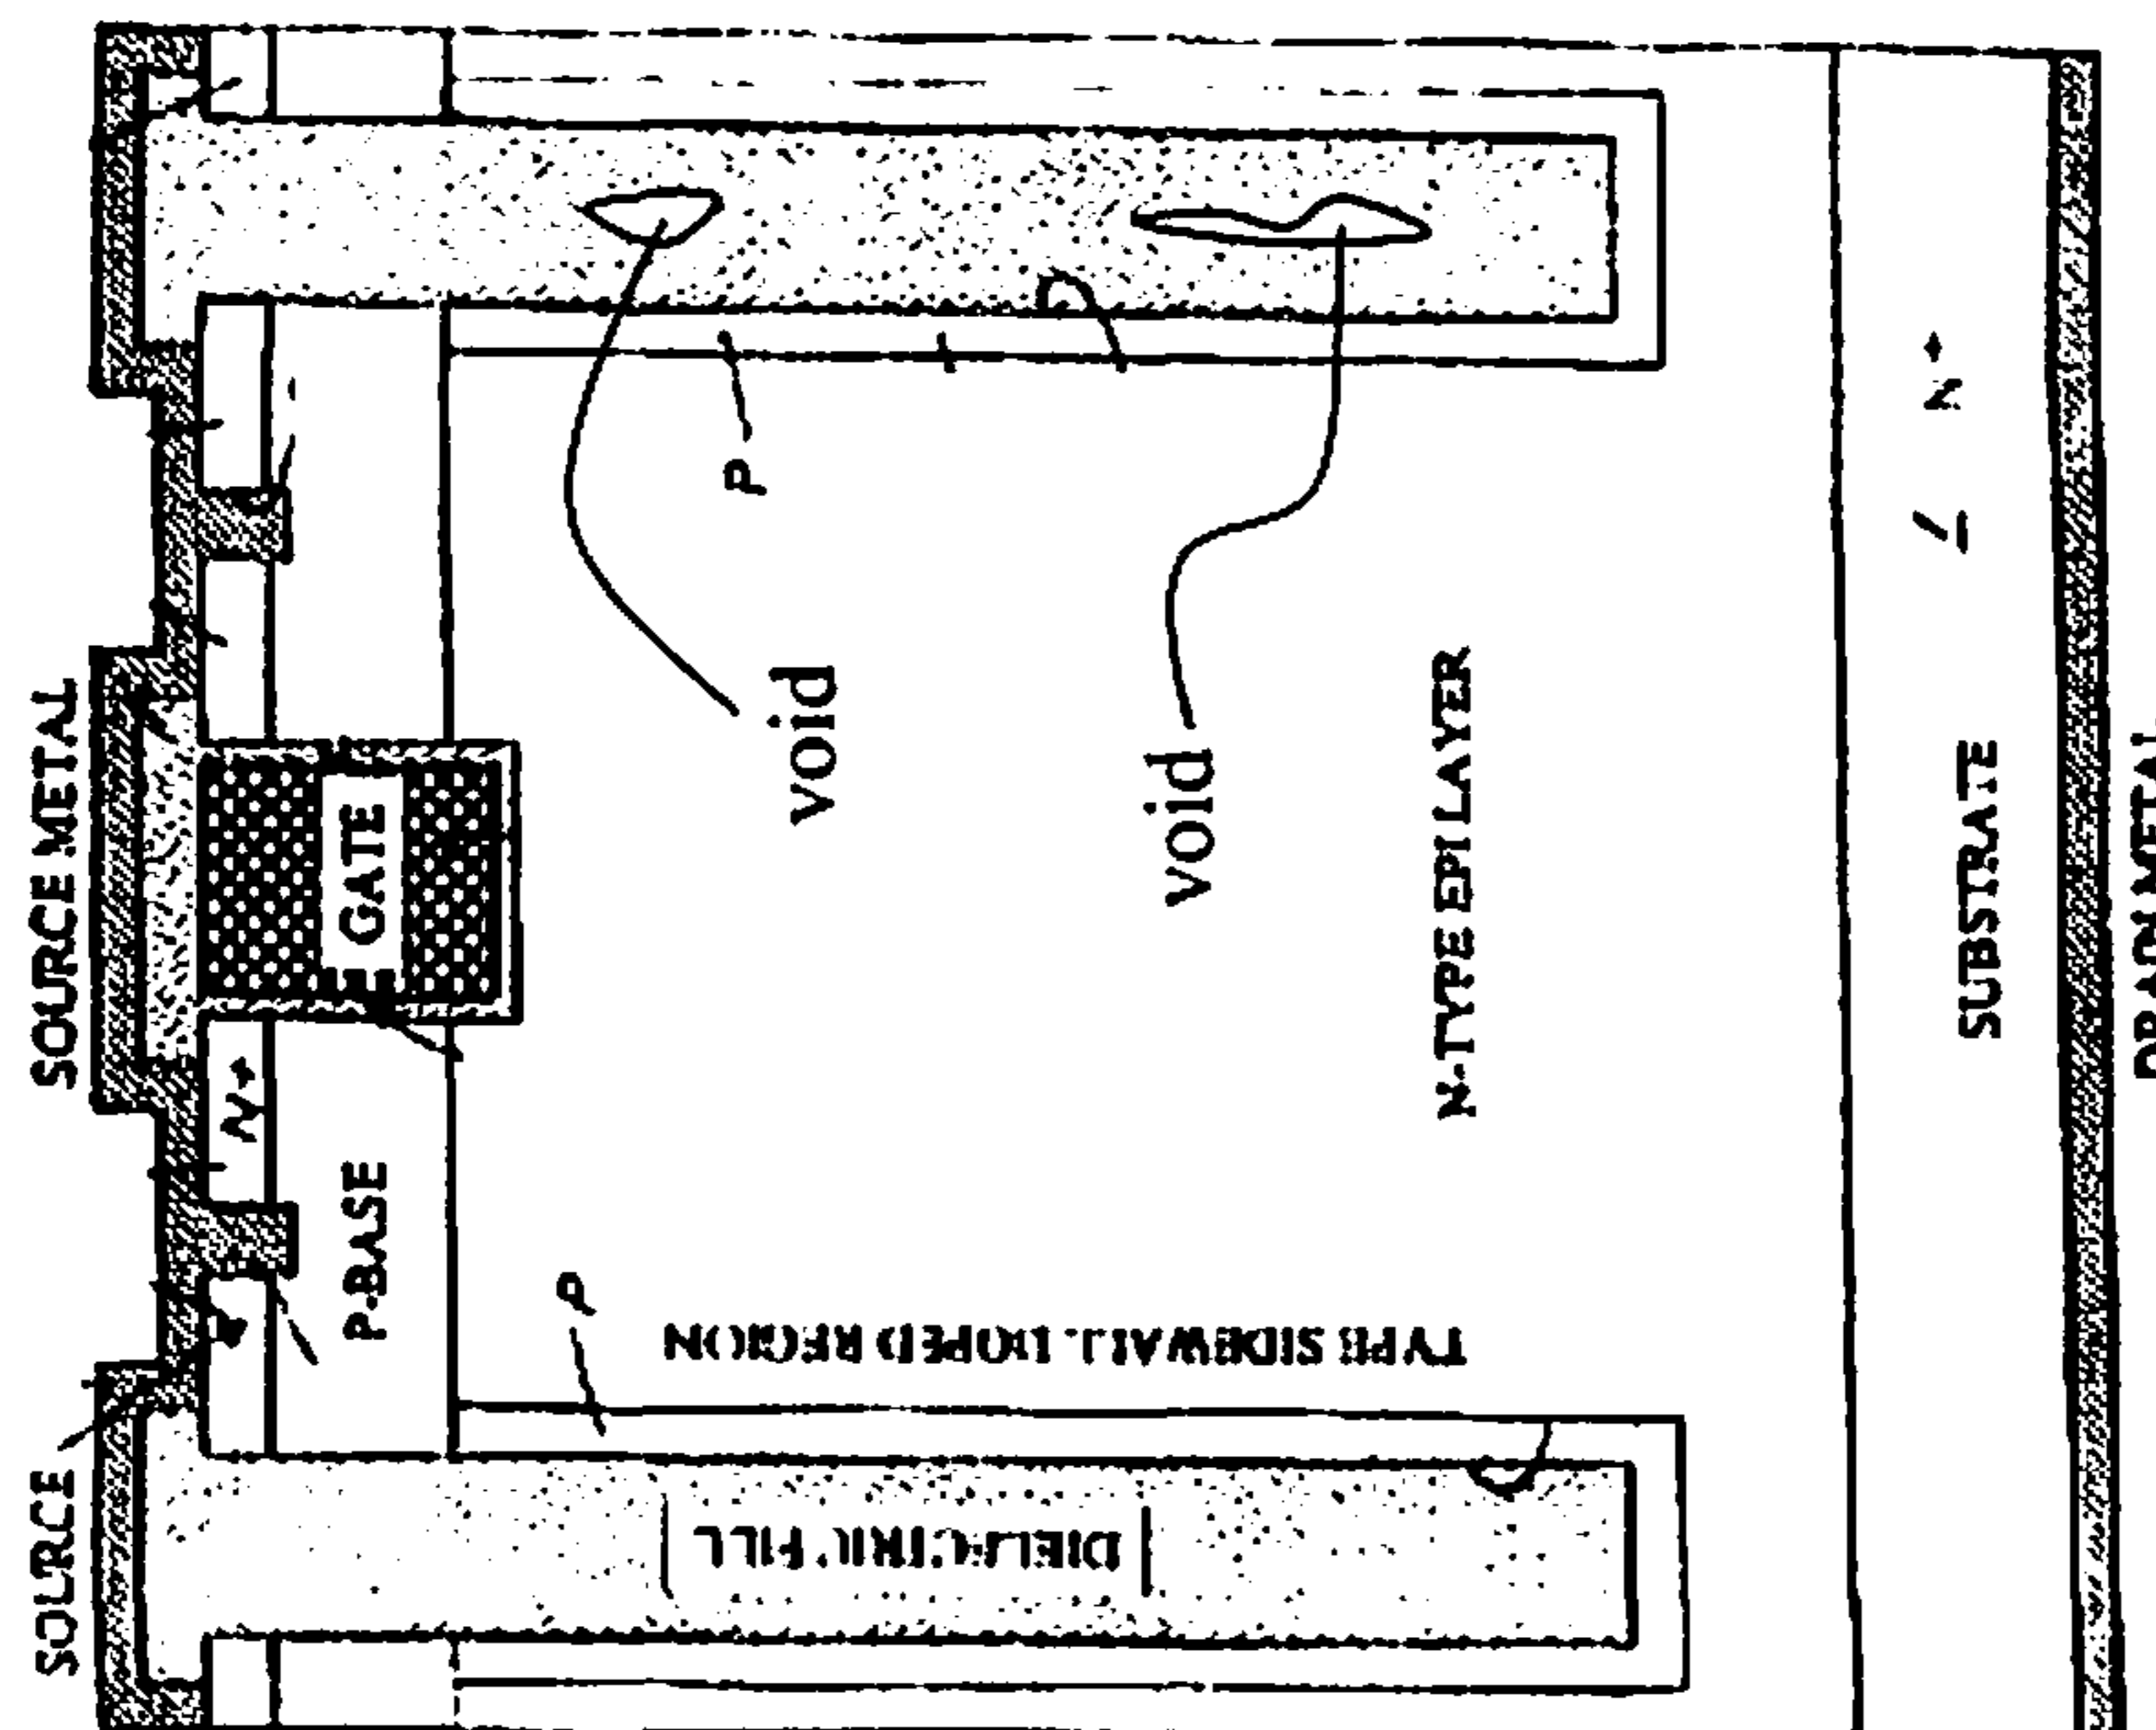 SOURCE
SOURCE METAL
N+
P-BASE
GATE
P
P
void
void
TYPE SIDEWALL DOPED REGION
DIELECTRIC FILL
N-TYPE EPI LAYER
N+
SUBSTRATE
DRAIN METAL